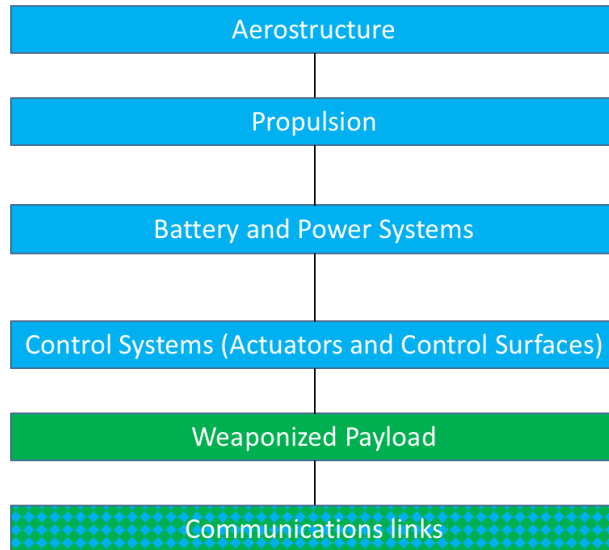 Aerostructure
Propulsion
Battery and Power Systems
Control Systems (Actuators and Control Surfaces)
Weaponized Payload
Communications links